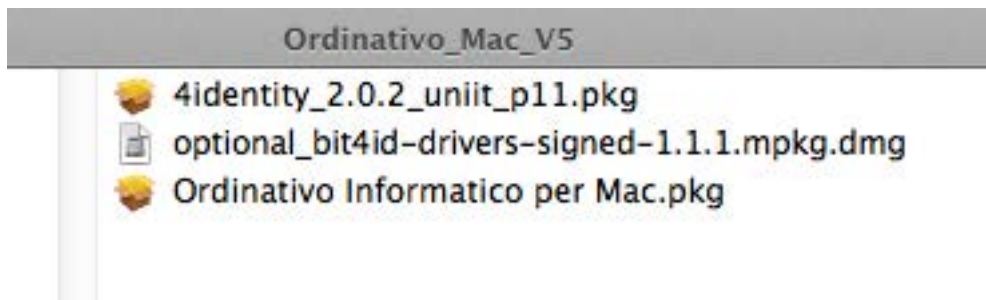 Ordinativo_Mac_V5
4identity_2.0.2_uniit_p11.pkg
optional_bit4id-drivers-signed-1.1.1.mpkg.dmg
Ordinativo Informatico per Mac.pkg